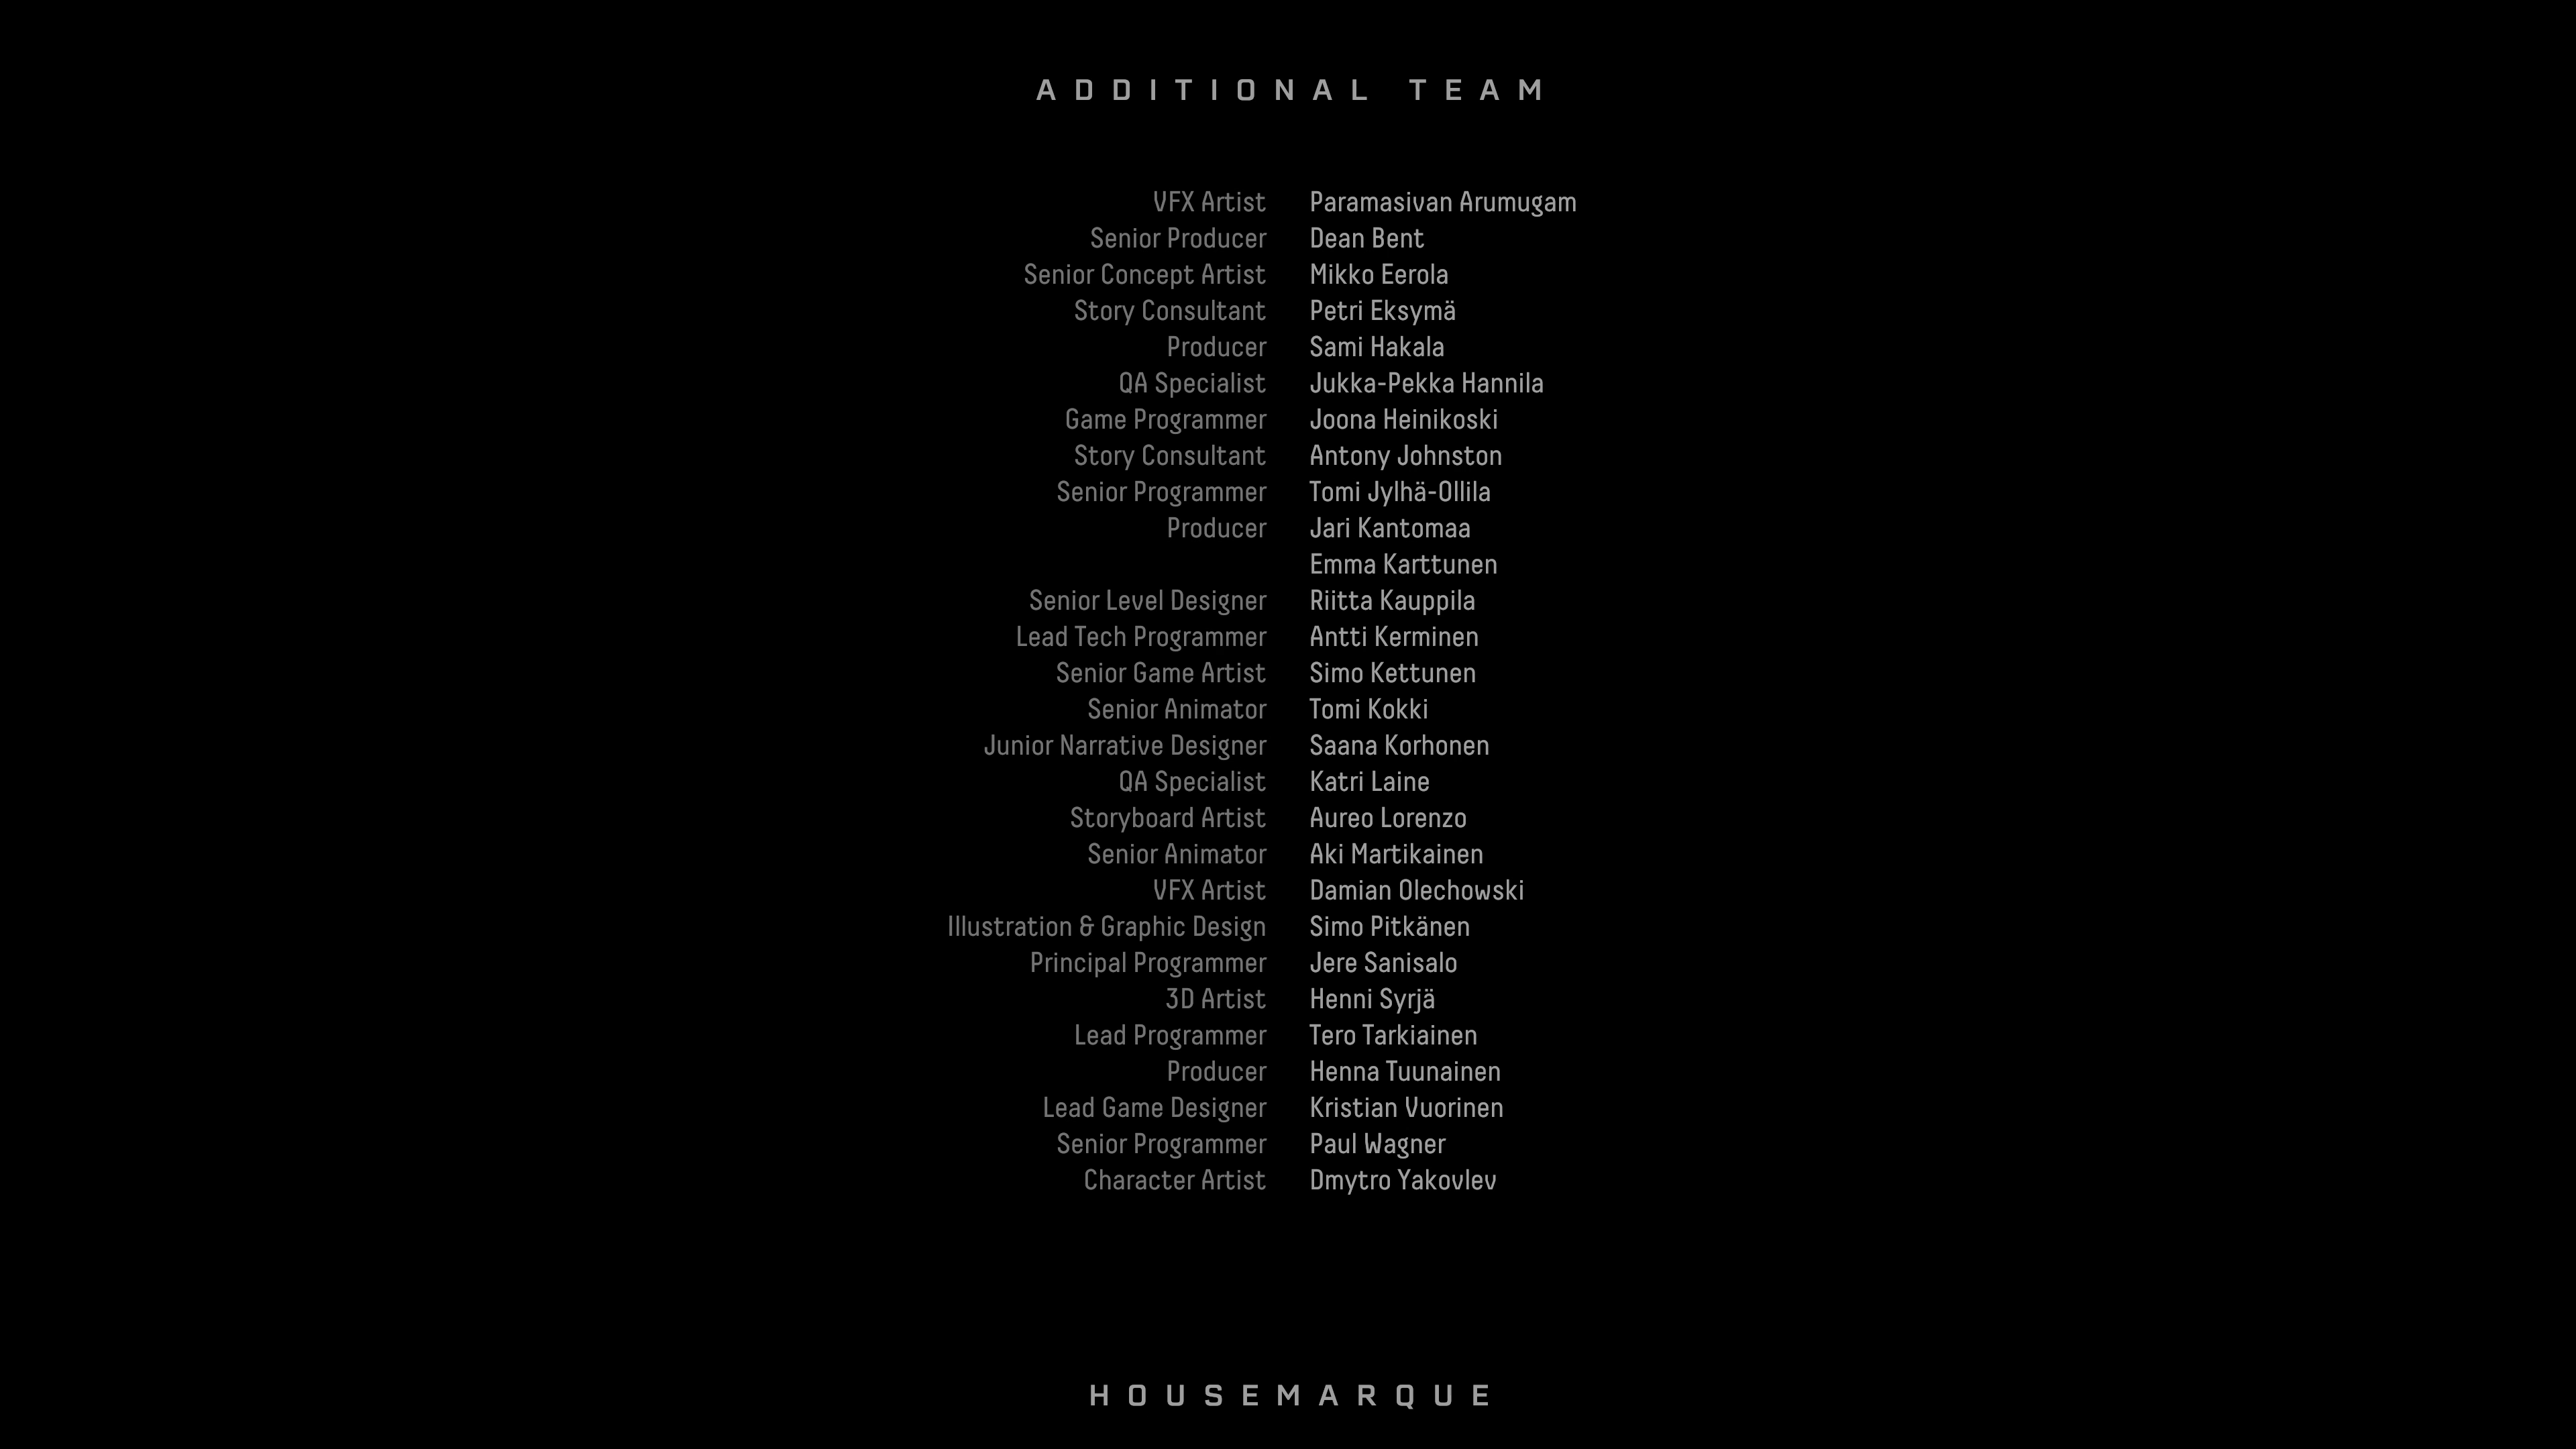 ADDITIONAL TEAM
VFX Artist Paramasivan Arumugam
Senior Producer Dean Bent
Senior Concept Artist Mikko Eerola
Story Consultant Petri Eksymä
Producer Sami Hakala
QA Specialist Jukka-Pekka Hannila
Game Programmer Joona Heinikoski
Story Consultant Antony Johnston
Senior Programmer Tomi Jylhä-Ollila
Producer Jari Kantomaa
Emma Karttunen
Senior Level Designer Riitta Kauppila
Lead Tech Programmer Antti Kerminen
Senior Game Artist Simo Kettunen
Senior Animator Tomi Kokki
Junior Narrative Designer Saana Korhonen
QA Specialist Katri Laine
Storyboard Artist Aureo Lorenzo
Senior Animator Aki Martikainen
VFX Artist Damian Olechowski
Illustration & Graphic Design Simo Pitkänen
Principal Programmer Jere Sanisalo
3D Artist Henni Syrjä
Lead Programmer Tero Tarkiainen
Producer Henna Tuunainen
Lead Game Designer Kristian Vuorinen
Senior Programmer Paul Wagner
Character Artist Dmytro Yakovlev
HOUSEMARQUE